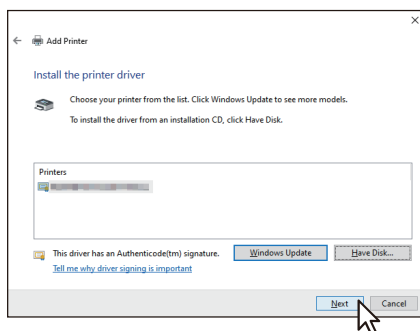 Add Printer
Install the printer driver
Choose your printer from the list. Click Windows Update to see more models.
To install the driver from an installation CD, click Have Disk.
Printers
This driver has an Authenticode(tm) signature.
Windows Update
Have Disk...
Tell me why driver signing is important
Next
Cancel